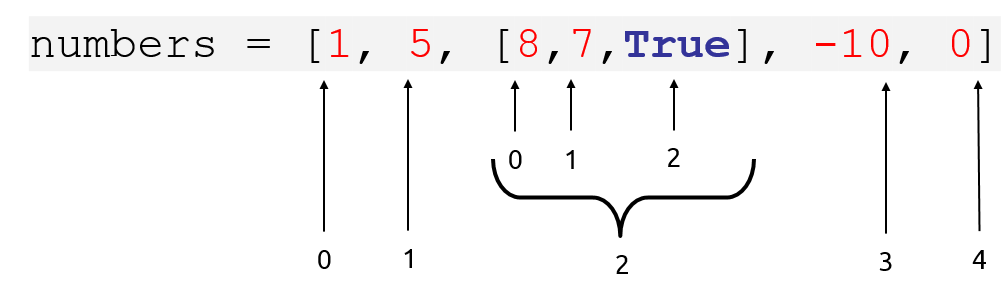 numbers = [1, 5, [8,7,True], -10, 0]
0 1 2
0 1 2 3 4